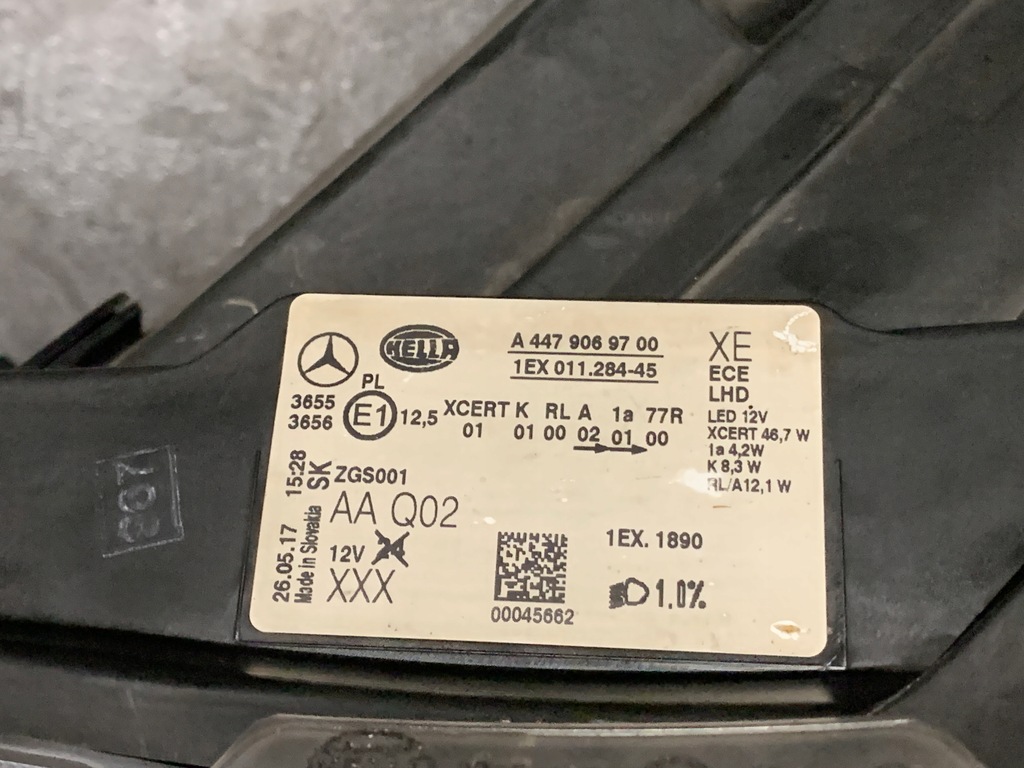 HELLA
A 447 906 97 00
1EX 011.284-45
XE
ECE
LHD
LED 12V
XCERT 46,7 W
1a 4,2W
K 8,3 W
RL/A12,1 W
PL
3655
3656
E1
12,5
XCERT K RL A 1a 77R
01 01 00 02 01 00
26.05.17 15:28
Made in Slovakia SK
ZGS001
AA Q02
12V 24
XXX
00045662
1EX. 1890
1.0%
807